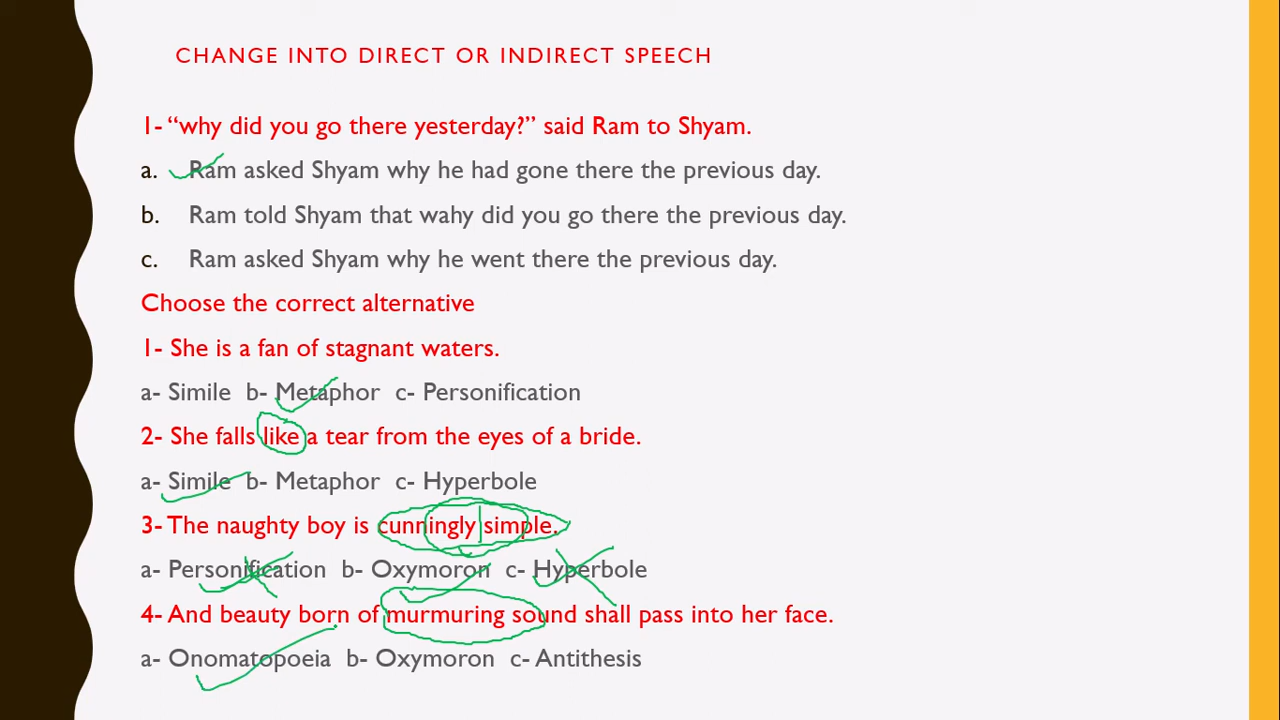 CHANGE INTO DIRECT OR INDIRECT SPEECH
1- “why did you go there yesterday?” said Ram to Shyam.
a. Ram asked Shyam why he had gone there the previous day.
b. Ram told Shyam that wahy did you go there the previous day.
c. Ram asked Shyam why he went there the previous day.
Choose the correct alternative
1- She is a fan of stagnant waters.
a- Simile b- Metaphor c- Personification
2- She falls like a tear from the eyes of a bride.
a- Simile b- Metaphor c- Hyperbole
3- The naughty boy is cunningly simple.
a- Personification b- Oxymoron c- Hyperbole
4- And beauty born of murmuring sound shall pass into her face.
a- Onomatopoeia b- Oxymoron c- Antithesis